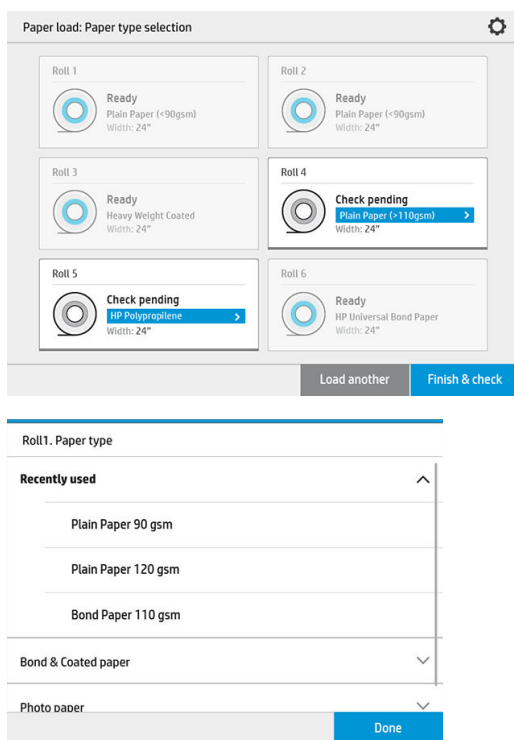 Paper load: Paper type selection
Roll 1
Ready
Plain Paper (<90gsm)
Width: 24"
Roll 2
Ready
Plain Paper (<90gsm)
Width: 24"
Roll 3
Ready
Heavy Weight Coated
Width: 24"
Roll 4
Check pending
Plain Paper (>110gsm)
Width: 24"
Roll 5
Check pending
HP Polypropilene
Width: 24"
Roll 6
Ready
HP Universal Bond Paper
Width: 24"
Load another
Finish & check
Roll1. Paper type
Recently used
Plain Paper 90 gsm
Plain Paper 120 gsm
Bond Paper 110 gsm
Bond & Coated paper
Photo paper
Done